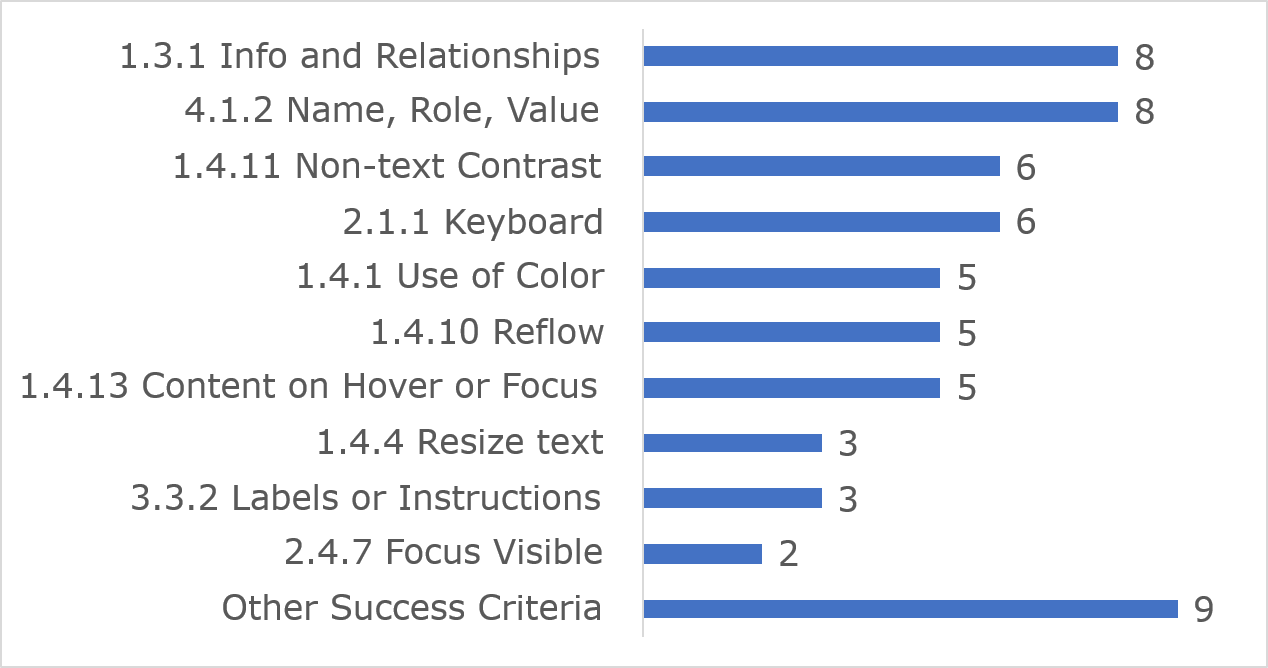 1.3.1 Info and Relationships 8
4.1.2 Name, Role, Value 8
1.4.11 Non-text Contrast 6
2.1.1 Keyboard 6
1.4.1 Use of Color 5
1.4.10 Reflow 5
1.4.13 Content on Hover or Focus 5
1.4.4 Resize text 3
3.3.2 Labels or Instructions 3
2.4.7 Focus Visible 2
Other Success Criteria 9